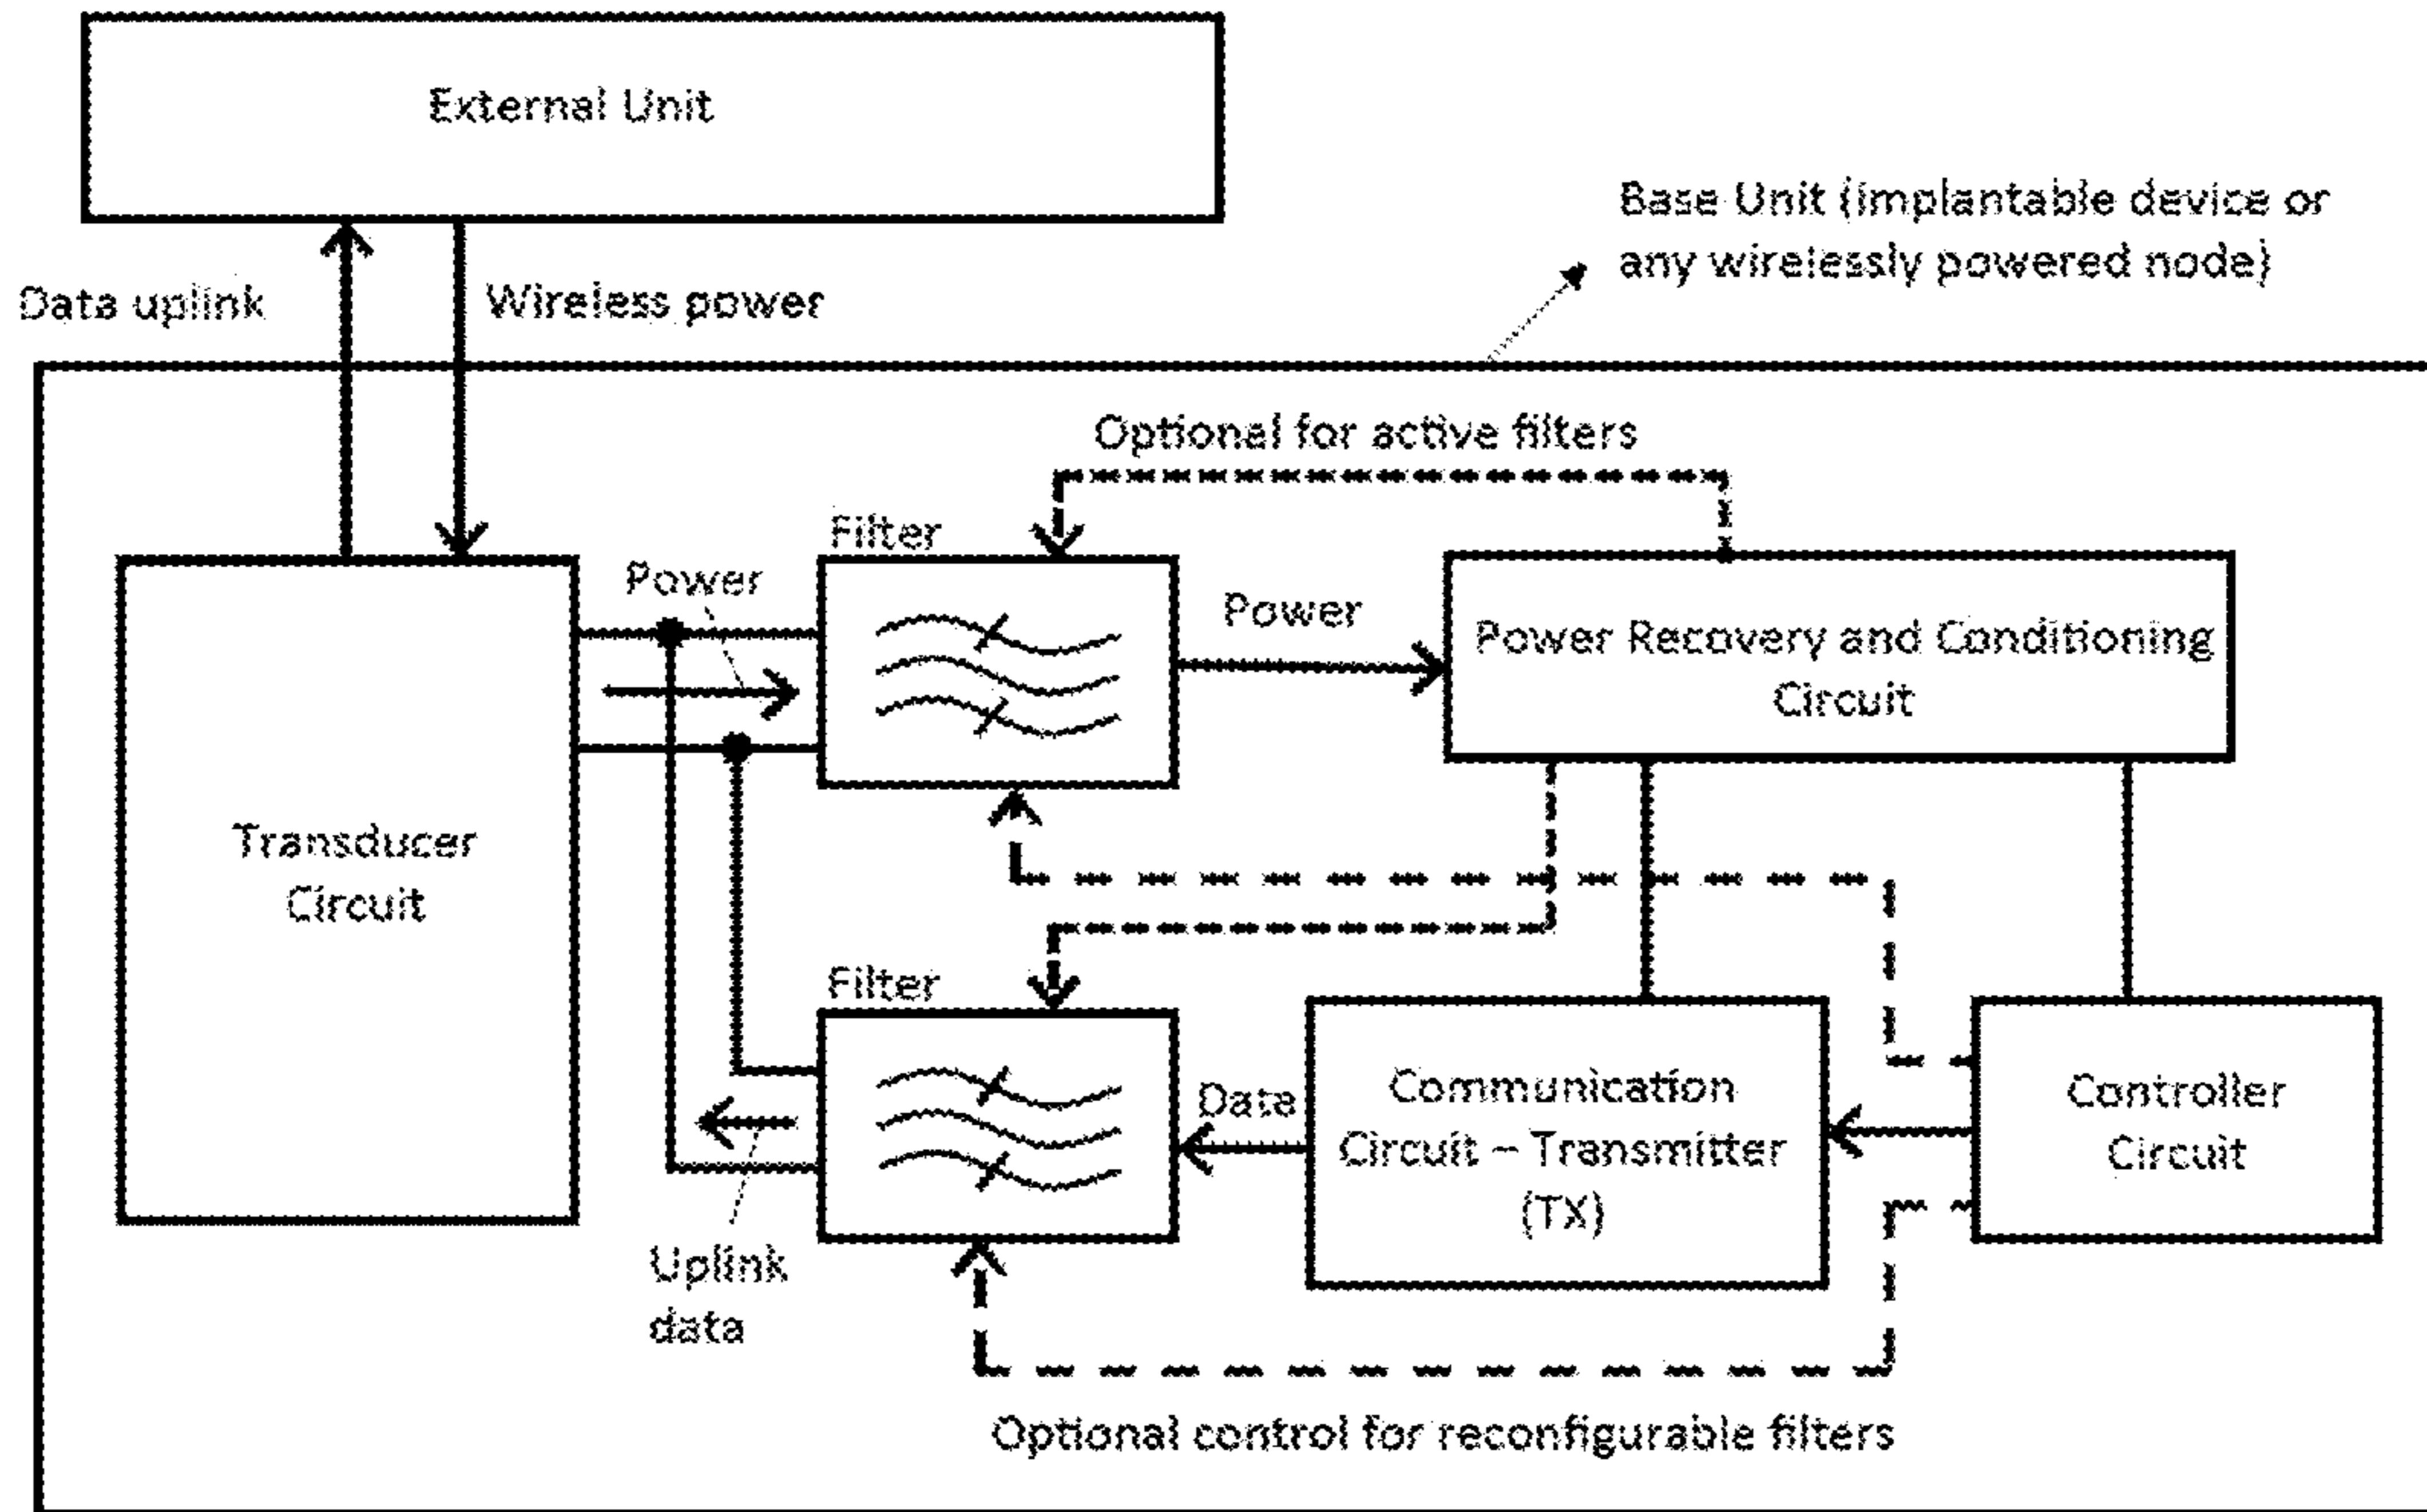 External Unit
Base Unit (implantable device or
any wirelessly powered node)
Data uplink
Wireless power
Optional for active filters
Filter
Power
Power
Power Recovery and Conditioning
Circuit
Transducer
Circuit
Filter
Data
Communication
Circuit – Transmitter
(TX)
Controller
Circuit
Uplink
data
Optional control for reconfigurable filters